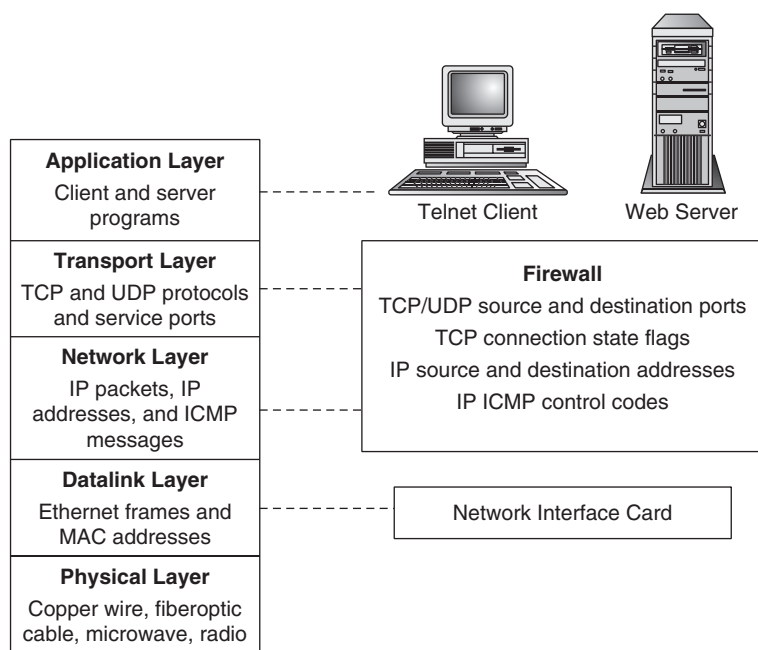 Application Layer
Client and server
programs
Transport Layer
TCP and UDP protocols
and service ports
Network Layer
IP packets, IP
addresses, and ICMP
messages
Datalink Layer
Ethernet frames and
MAC addresses
Physical Layer
Copper wire, fiberoptic
cable, microwave, radio
Telnet Client
Web Server
Firewall
TCP/UDP source and destination ports
TCP connection state flags
IP source and destination addresses
IP ICMP control codes
Network Interface Card